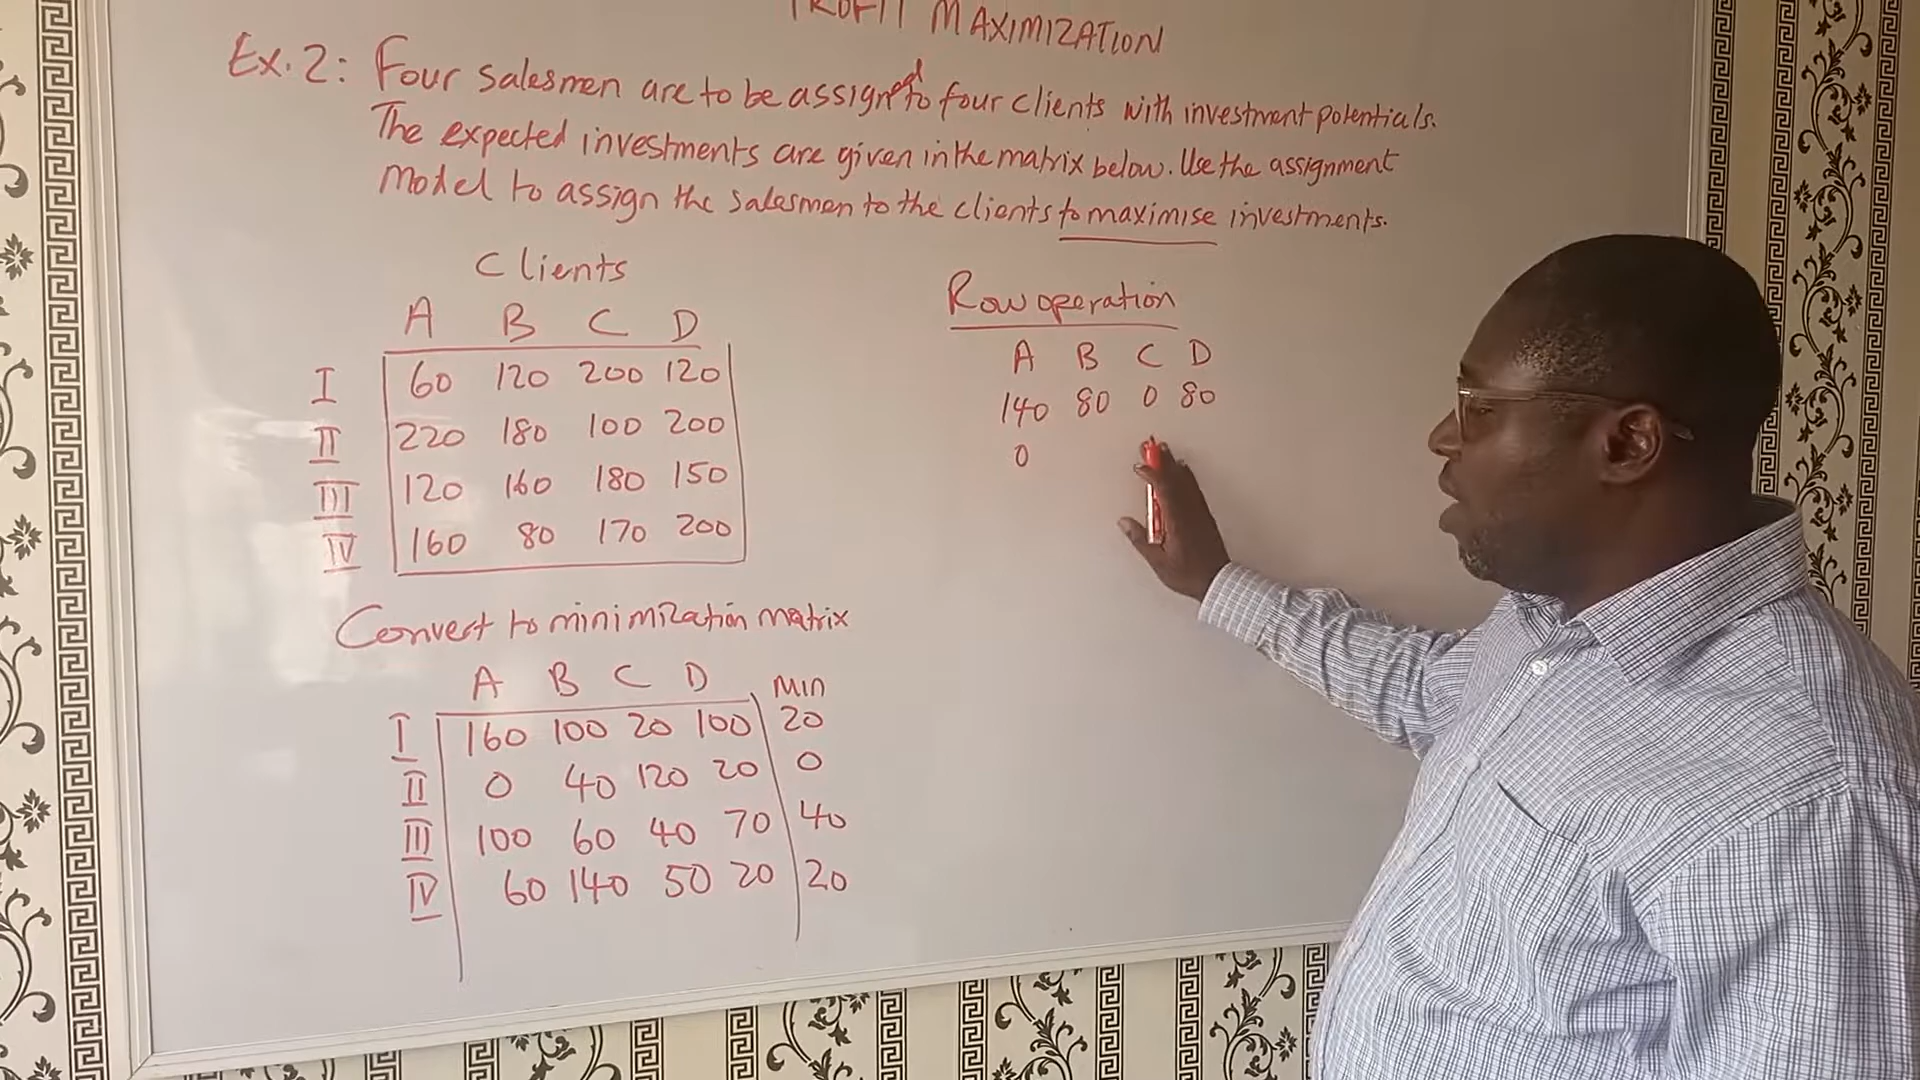 PROFIT MAXIMIZATION
Ex.2: Four salesmen are to be assigned to four clients with investment potentials.
The expected investments are given in the matrix below. Use the assignment
Model to assign the salesmen to the clients to maximise investments.
Clients
A B C D
I 60 120 200 120
II 220 180 100 200
III 120 160 180 150
IV 160 80 170 200
Convert to minimization matrix
A B C D Min
I 160 100 20 100 20
II 0 40 120 20 0
III 100 60 40 70 40
IV 60 140 50 20 20
Row operation
A B C D
140 80 0 80
0